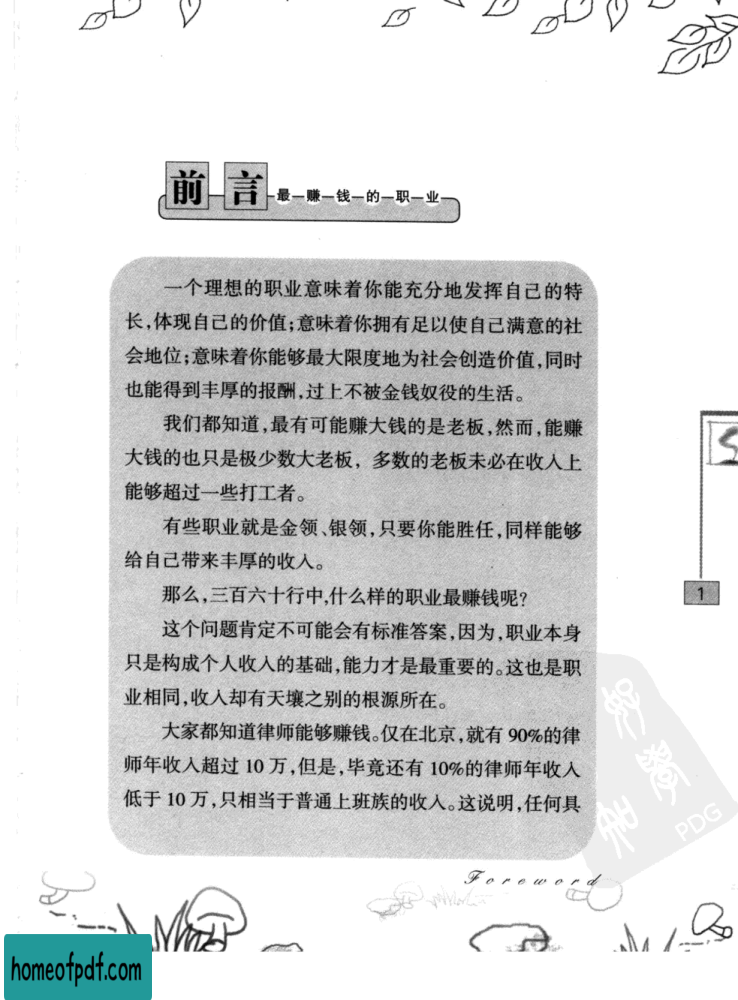 前言 最赚钱的职业
一个理想的职业意味着你能充分地发挥自己的特
长,体现自己的价值;意味着你拥有足以使自己满意的社
会地位;意味着你能够最大限度地为社会创造价值,同时
也能得到丰厚的报酬,过上不被金钱奴役的生活。
我们都知道,最有可能赚大钱的是老板,然而,能赚
大钱的也只是极少数大老板，多数的老板未必在收入上
能够超过一些打工者。
有些职业就是金领、银领,只要你能胜任,同样能够
给自己带来丰厚的收入。
那么,三百六十行中,什么样的职业最赚钱呢?
这个问题肯定不可能会有标准答案,因为,职业本身
只是构成个人收入的基础,能力才是最重要的。这也是职
业相同,收入却有天壤之别的根源所在。
大家都知道律师能够赚钱。仅在北京,就有 90%的律
师年收入超过 10 万,但是,毕竟还有 10%的律师年收入
低于 10 万,只相当于普通上班族的收入。这说明,任何具
1
PDG
Foreword
homeofpdf.com